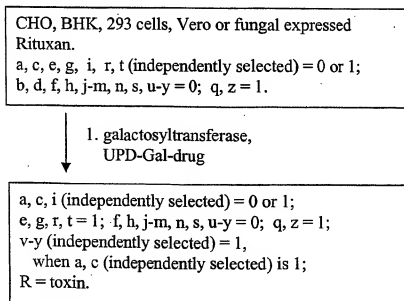 CHO, BHK, 293 cells, Vero or fungal expressed
Rituxan.
a, c, e, g, i, r, t (independently selected) = 0 or 1;
b, d, f, h, j-m, n, s, u-y = 0; q, z = 1.
1. galactosyltransferase,
UPD-Gal-drug
a, c, i (independently selected) = 0 or 1;
e, g, r, t = 1; f, h, j-m, n, s, u-y = 0; q, z = 1;
v-y (independently selected) = 1,
when a, c (independently selected) is 1;
R = toxin.